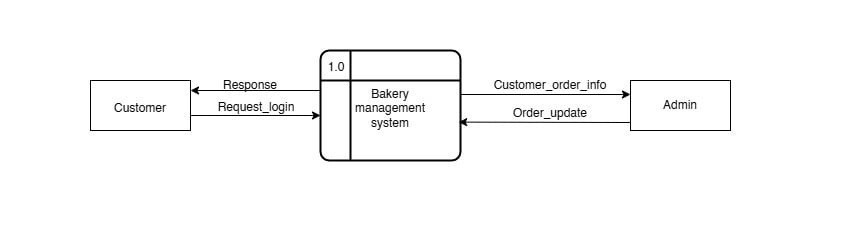 1.0
Response
Customer_order_info
Customer
Request_login
Bakery
management
system
Order_update
Admin